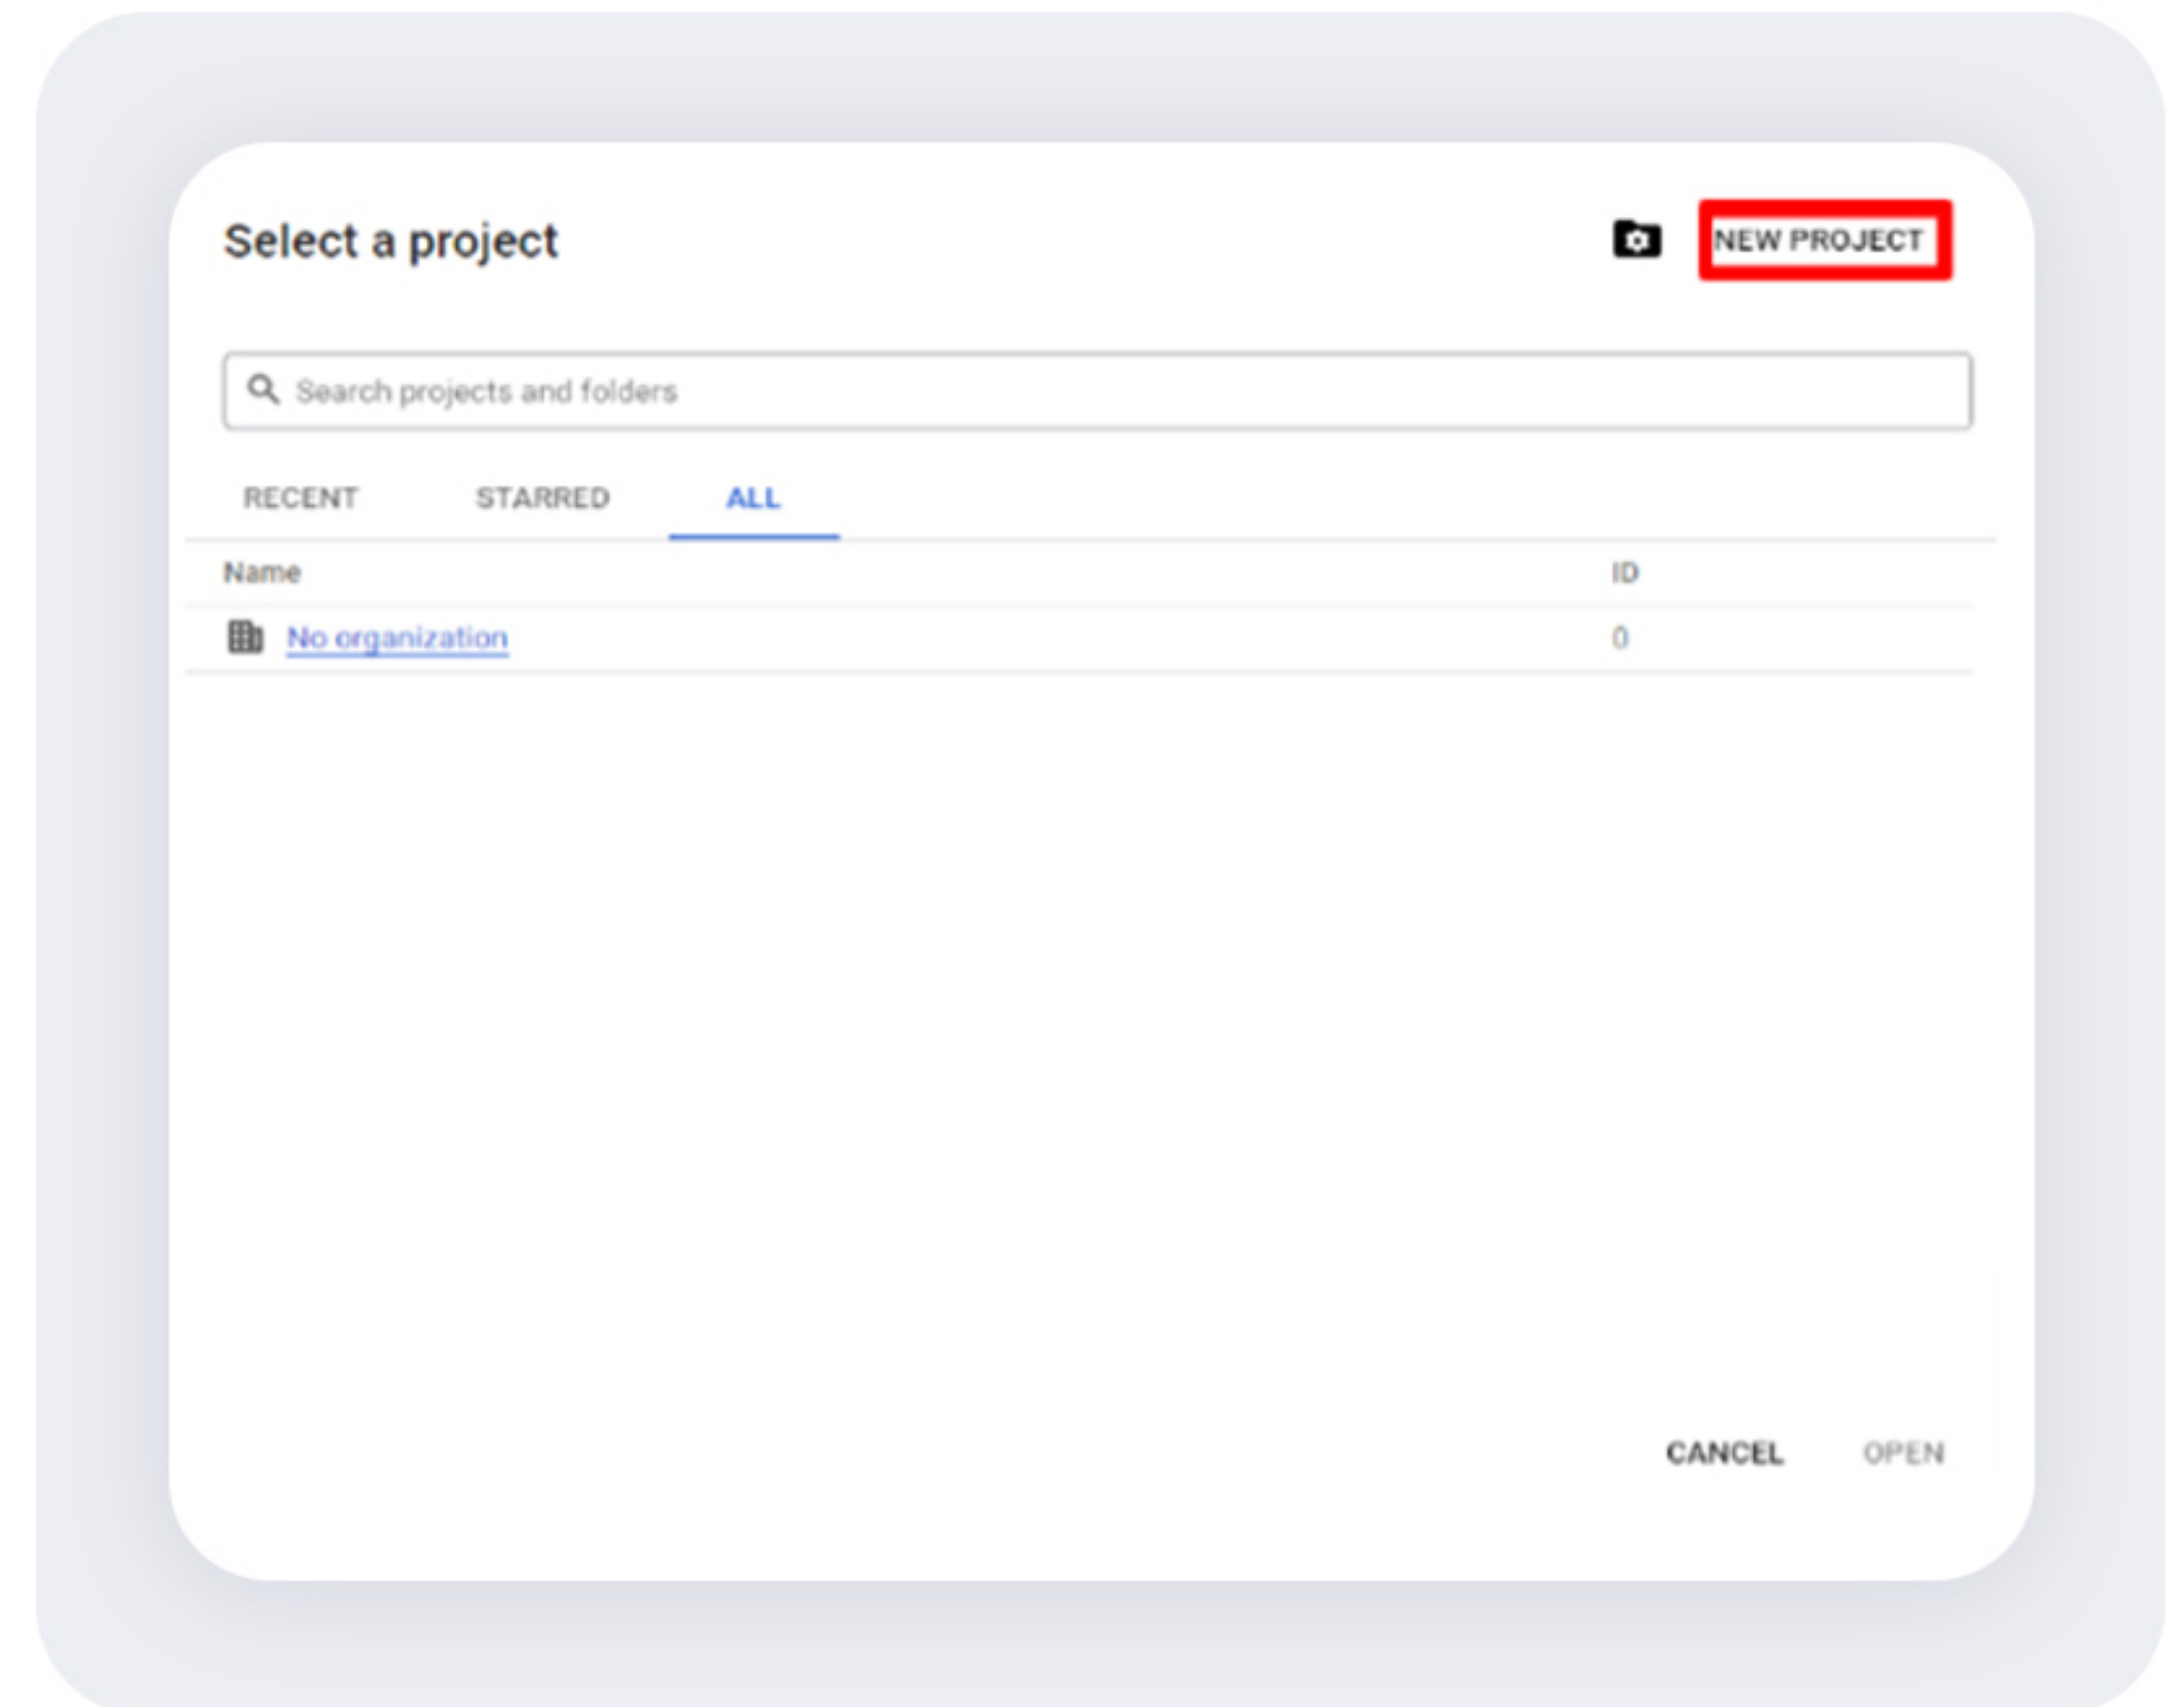 Select a project
NEW PROJECT
Search projects and folders
RECENT STARRED ALL
Name ID
No organization 0
CANCEL OPEN